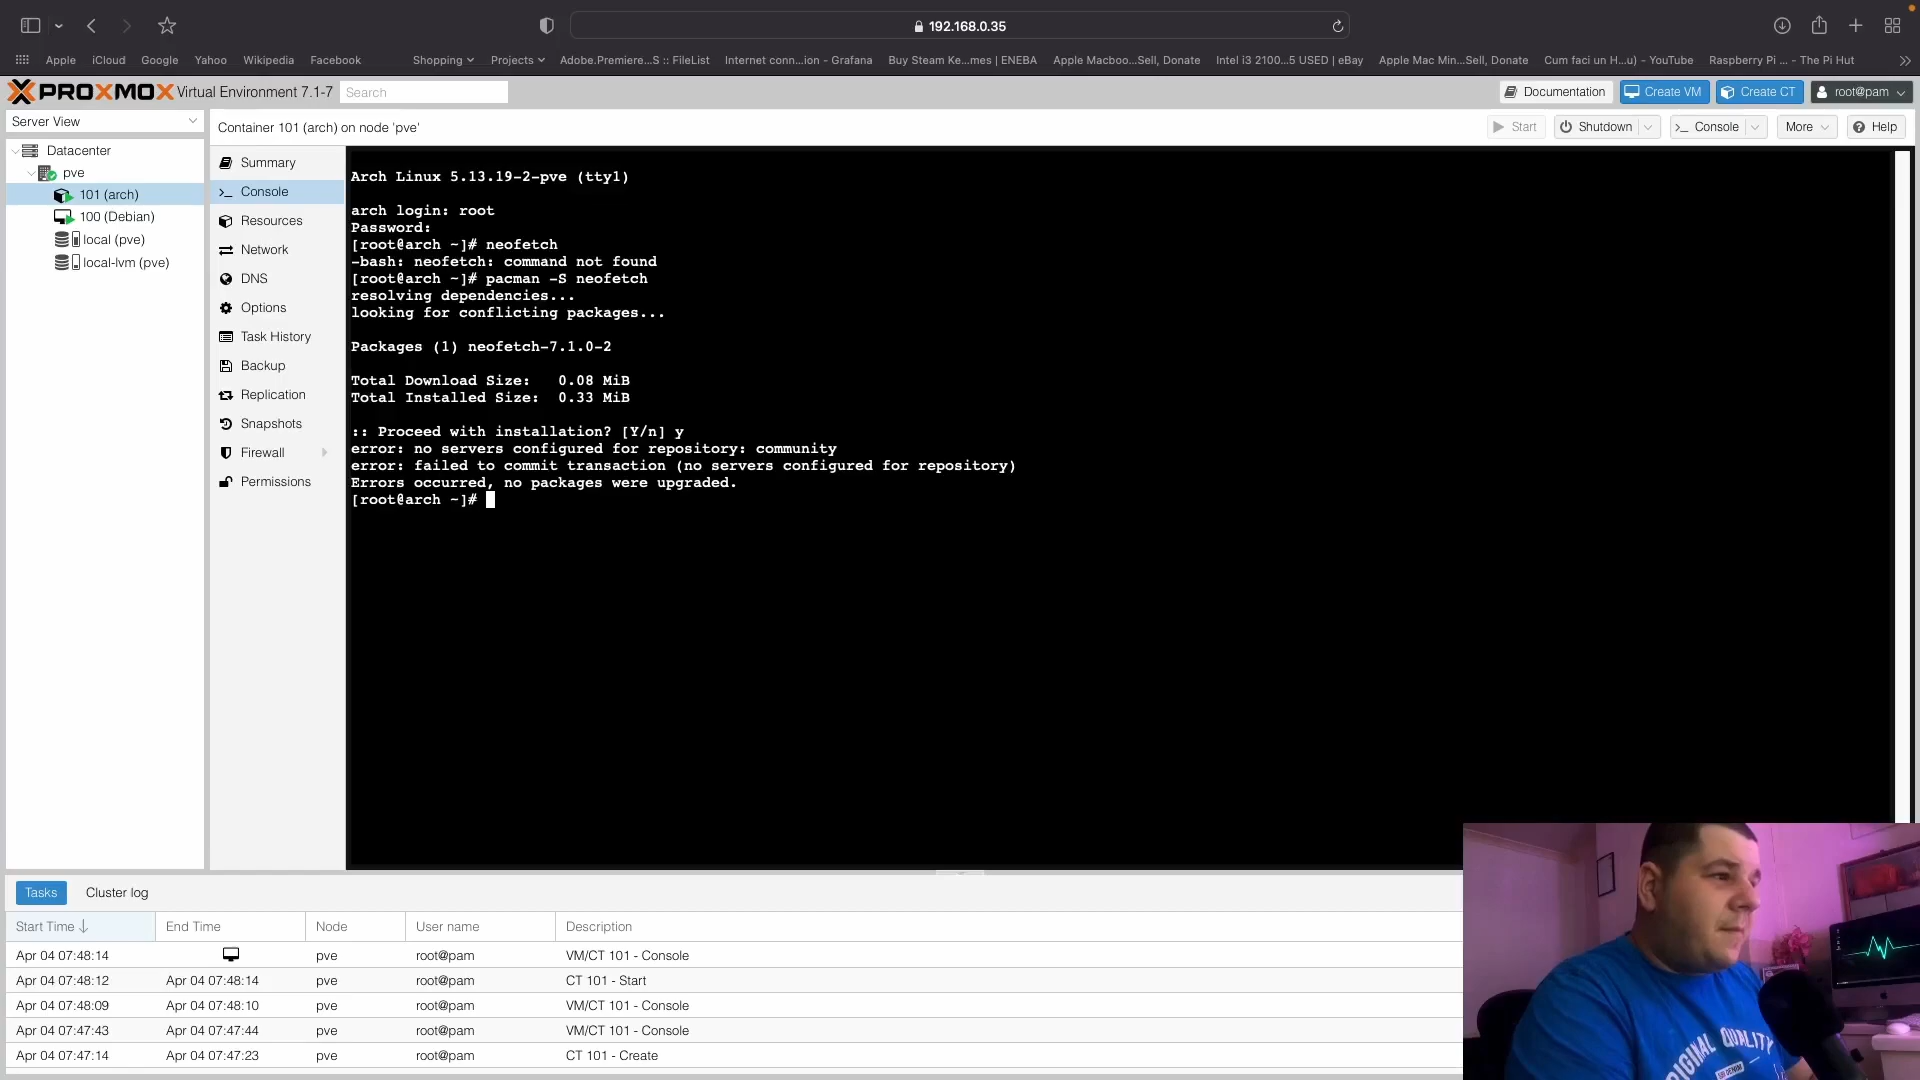 192.168.0.35
Apple iCloud Google Yahoo Wikipedia Facebook Shopping Projects Adobe.Premiere...S :: FileList Internet conn...ion - Grafana Buy Steam Ke...mes | ENEBA Apple Macboo...Sell, Donate Intel i3 2100...5 USED | eBay Apple Mac Min...Sell, Donate Cum faci un H...u) - YouTube Raspberry Pi ... - The Pi Hut
PROXMOX Virtual Environment 7.1-7 Search Documentation Create VM Create CT root@pam
Server View
Container 101 (arch) on node 'pve' Start Shutdown Console More Help
Datacenter
pve
101 (arch)
100 (Debian)
local (pve)
local-lvm (pve)
Summary
Console
Resources
Network
DNS
Options
Task History
Backup
Replication
Snapshots
Firewall
Permissions
Arch Linux 5.13.19-2-pve (tty1)
arch login: root
Password:
[root@arch ~]# neofetch
-bash: neofetch: command not found
[root@arch ~]# pacman -S neofetch
resolving dependencies...
looking for conflicting packages...
Packages (1) neofetch-7.1.0-2
Total Download Size: 0.08 MiB
Total Installed Size: 0.33 MiB
:: Proceed with installation? [Y/n] y
error: no servers configured for repository: community
error: failed to commit transaction (no servers configured for repository)
Errors occurred, no packages were upgraded.
[root@arch ~]#
Tasks Cluster log
Start Time End Time Node User name Description
Apr 04 07:48:14 pve root@pam VM/CT 101 - Console
Apr 04 07:48:12 Apr 04 07:48:14 pve root@pam CT 101 - Start
Apr 04 07:48:09 Apr 04 07:48:10 pve root@pam VM/CT 101 - Console
Apr 04 07:47:43 Apr 04 07:47:44 pve root@pam VM/CT 101 - Console
Apr 04 07:47:14 Apr 04 07:47:23 pve root@pam CT 101 - Create
ORIGINAL QUALITY